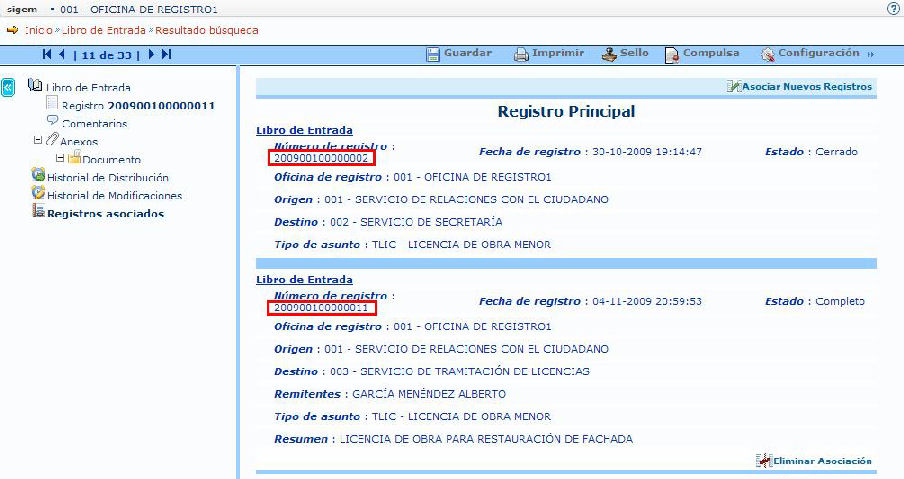 sigem • 001 OFICINA DE REGISTRO1
Inicio » Libro de Entrada » Resultado búsqueca
| 11 de 33 |
Guardar Imprimir Sello Compulsa Configuración »
«
Libro de Entrada
Registro 200900100000011
Comentarios
Anexos
Documento
Historial de Distribución
Historial de Modificaciones
Registros asociados
Asociar Nuevos Registros
Registro Principal
Libro de Entrada
Número de registro :
200900100000002 Fecha de registro : 30-10-2009 19:14:47 Estado : Cerrado
Oficina de registro : 001 - OFICINA DE REGISTRO1
Origen : 001 - SERVICIO DE RELACIONES CON EL CIUDADANO
Destino : 002 - SERVICIO DE SECRETARÍA
Tipo de asunto : TLIC - LICENCIA DE OBRA MENOR
Libro de Entrada
Número de registro :
200900100000011 Fecha de registro : 04-11-2009 20:59:53 Estado : Completo
Oficina de registro : 001 - OFICINA DE REGISTRO1
Origen : 001 - SERVICIO DE RELACIONES CON EL CIUDADANO
Destino : 003 - SERVICIO DE TRAMITACIÓN DE LICENCIAS
Remitentes : GARCÍA MENÉNDEZ ALBERTO
Tipo de asunto : TLIC - LICENCIA DE OBRA MENOR
Resumen : LICENCIA DE OBRA PARA RESTAURACIÓN DE FACHADA
Eliminar Asociación